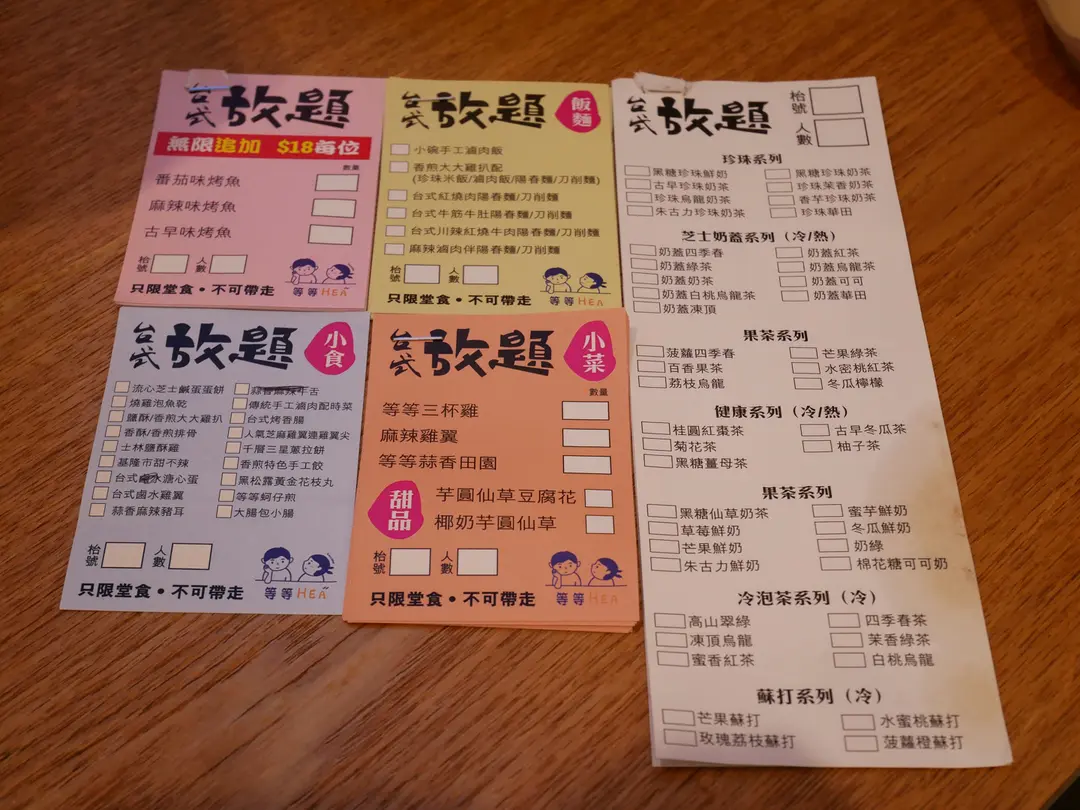 台式 放題
無限追加 $18每位
數量
番茄味烤魚
麻辣味烤魚
古早味烤魚
枱號 人數
只限堂食・不可帶走
等等 HEA
台式 放題 飯麵
小碗手工滷肉飯
香煎大大雞扒配
(珍珠米飯/滷肉飯/陽春麵/刀削麵)
台式紅燒肉陽春麵/刀削麵
台式牛筋牛肚陽春麵/刀削麵
台式川辣紅燒牛肉陽春麵/刀削麵
麻辣滷肉伴陽春麵/刀削麵
枱號 人數
只限堂食・不可帶走
等等 HEA
台式 放題 小食
流心芝士鹹蛋蛋餅 蒜香麻辣牛舌
燒雞泡魚乾 傳統手工滷肉配時菜
鹽酥/香煎大大雞扒 台式烤香腸
香酥/香煎排骨 人氣芝麻雞翼連雞翼尖
士林鹽酥雞 千層三星蔥拉餅
基隆市甜不辣 香煎特色手工餃
台式 水溏心蛋 黑松露黃金花枝丸
台式鹵水雞翼 等等蚵仔煎
蒜香麻辣豬耳 大腸包小腸
枱號 人數
只限堂食・不可帶走
等等 HEA
台式 放題 小菜
數量
等等三杯雞
麻辣雞翼
等等蒜香田園
甜品
芋圓仙草豆腐花
椰奶芋圓仙草
枱號 人數
只限堂食・不可帶走
等等 HEA
台式 放題 枱號
人數
珍珠系列
黑糖珍珠鮮奶 黑糖珍珠奶茶
古早珍珠奶茶 珍珠茉香奶茶
珍珠烏龍奶茶 香芋珍珠奶茶
朱古力珍珠奶茶 珍珠華田
芝士奶蓋系列（冷/熱）
奶蓋四季春 奶蓋紅茶
奶蓋綠茶 奶蓋烏龍茶
奶蓋奶茶 奶蓋可可
奶蓋白桃烏龍茶 奶蓋華田
奶蓋凍頂
果茶系列
菠蘿四季春 芒果綠茶
百香果茶 水密桃紅茶
荔枝烏龍 冬瓜檸檬
健康系列（冷/熱）
桂圓紅棗茶 古早冬瓜茶
菊花茶 柚子茶
黑糖薑母茶
果茶系列
黑糖仙草奶茶 蜜芋鮮奶
草莓鮮奶 冬瓜鮮奶
芒果鮮奶 奶綠
朱古力鮮奶 棉花糖可可奶
冷泡茶系列（冷）
高山翠綠 四季春茶
凍頂烏龍 茉香綠茶
蜜香紅茶 白桃烏龍
蘇打系列（冷）
芒果蘇打 水蜜桃蘇打
玫瑰荔枝蘇打 菠蘿橙蘇打